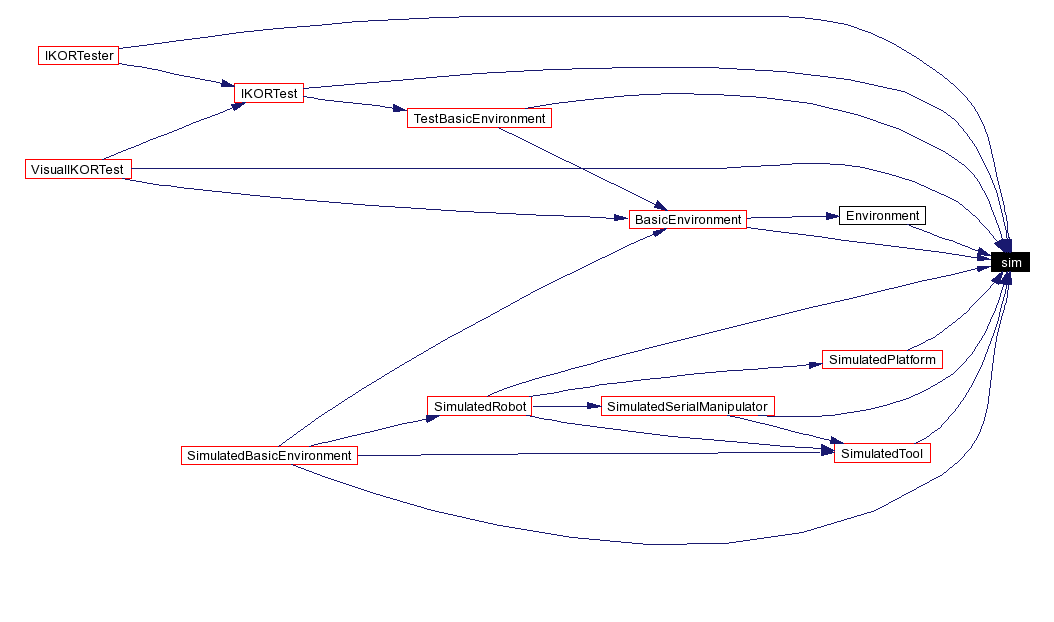 IKORTester
IKORTest
TestBasicEnvironment
VisualIKORTest
BasicEnvironment
Environment
sim
SimulatedPlatform
SimulatedRobot
SimulatedSerialManipulator
SimulatedBasicEnvironment
SimulatedTool